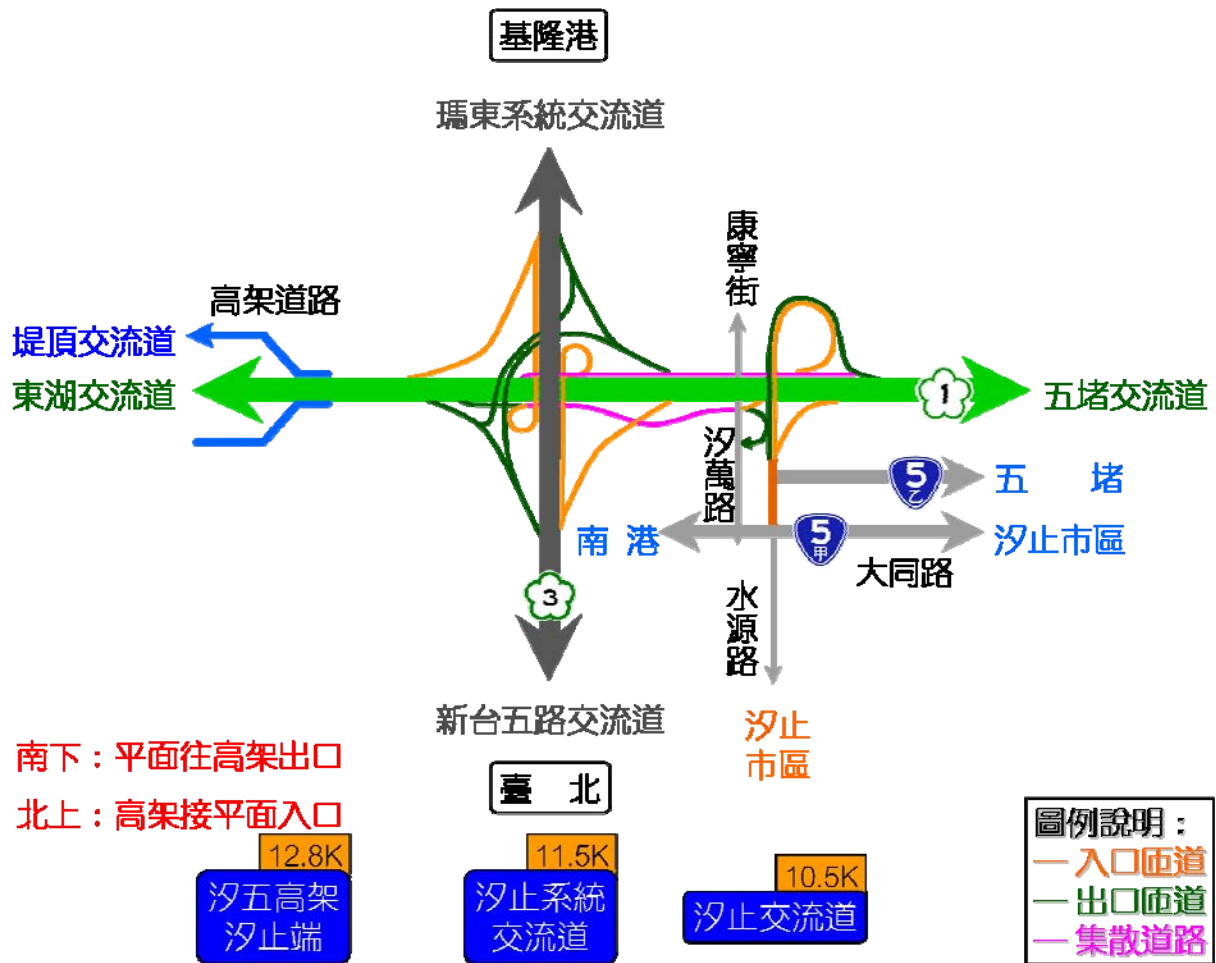 基隆港
瑪東系統交流道
康寧街
高架道路
堤頂交流道
東湖交流道
1
五堵交流道
汐萬路
5
乙
五 堵
南 港
5
甲
汐止市區
大同路
3
水源路
新台五路交流道
汐止
市區
南下：平面往高架出口
臺 北
北上：高架接平面入口
12.8K
汐五高架
汐止端
11.5K
汐止系統
交流道
10.5K
汐止交流道
圖例說明：
入口匝道
出口匝道
集散道路